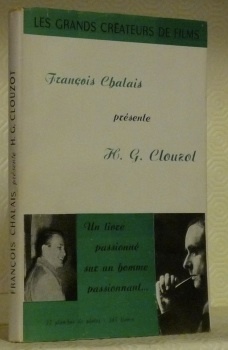 LES GRANDS CRÉATEURS DE FILMS
François Chalais
présente
H. G. Clouzot
Un livre
passionné
sur un homme
passionnant...
FRANÇOIS CHALAIS présente H. G. CLOUZOT